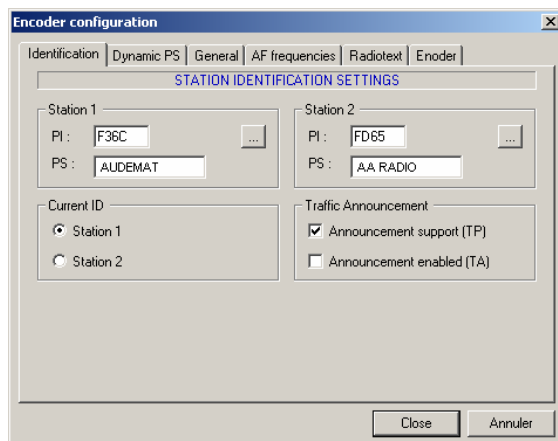 Encoder configuration
Identification Dynamic PS General AF frequencies Radiotext Enoder
STATION IDENTIFICATION SETTINGS
Station 1
PI : F36C ...
PS : AUDEMAT
Station 2
PI : FD65 ...
PS : AA RADIO
Current ID
Station 1
Station 2
Traffic Announcement
Announcement support (TP)
Announcement enabled (TA)
Close Annuler